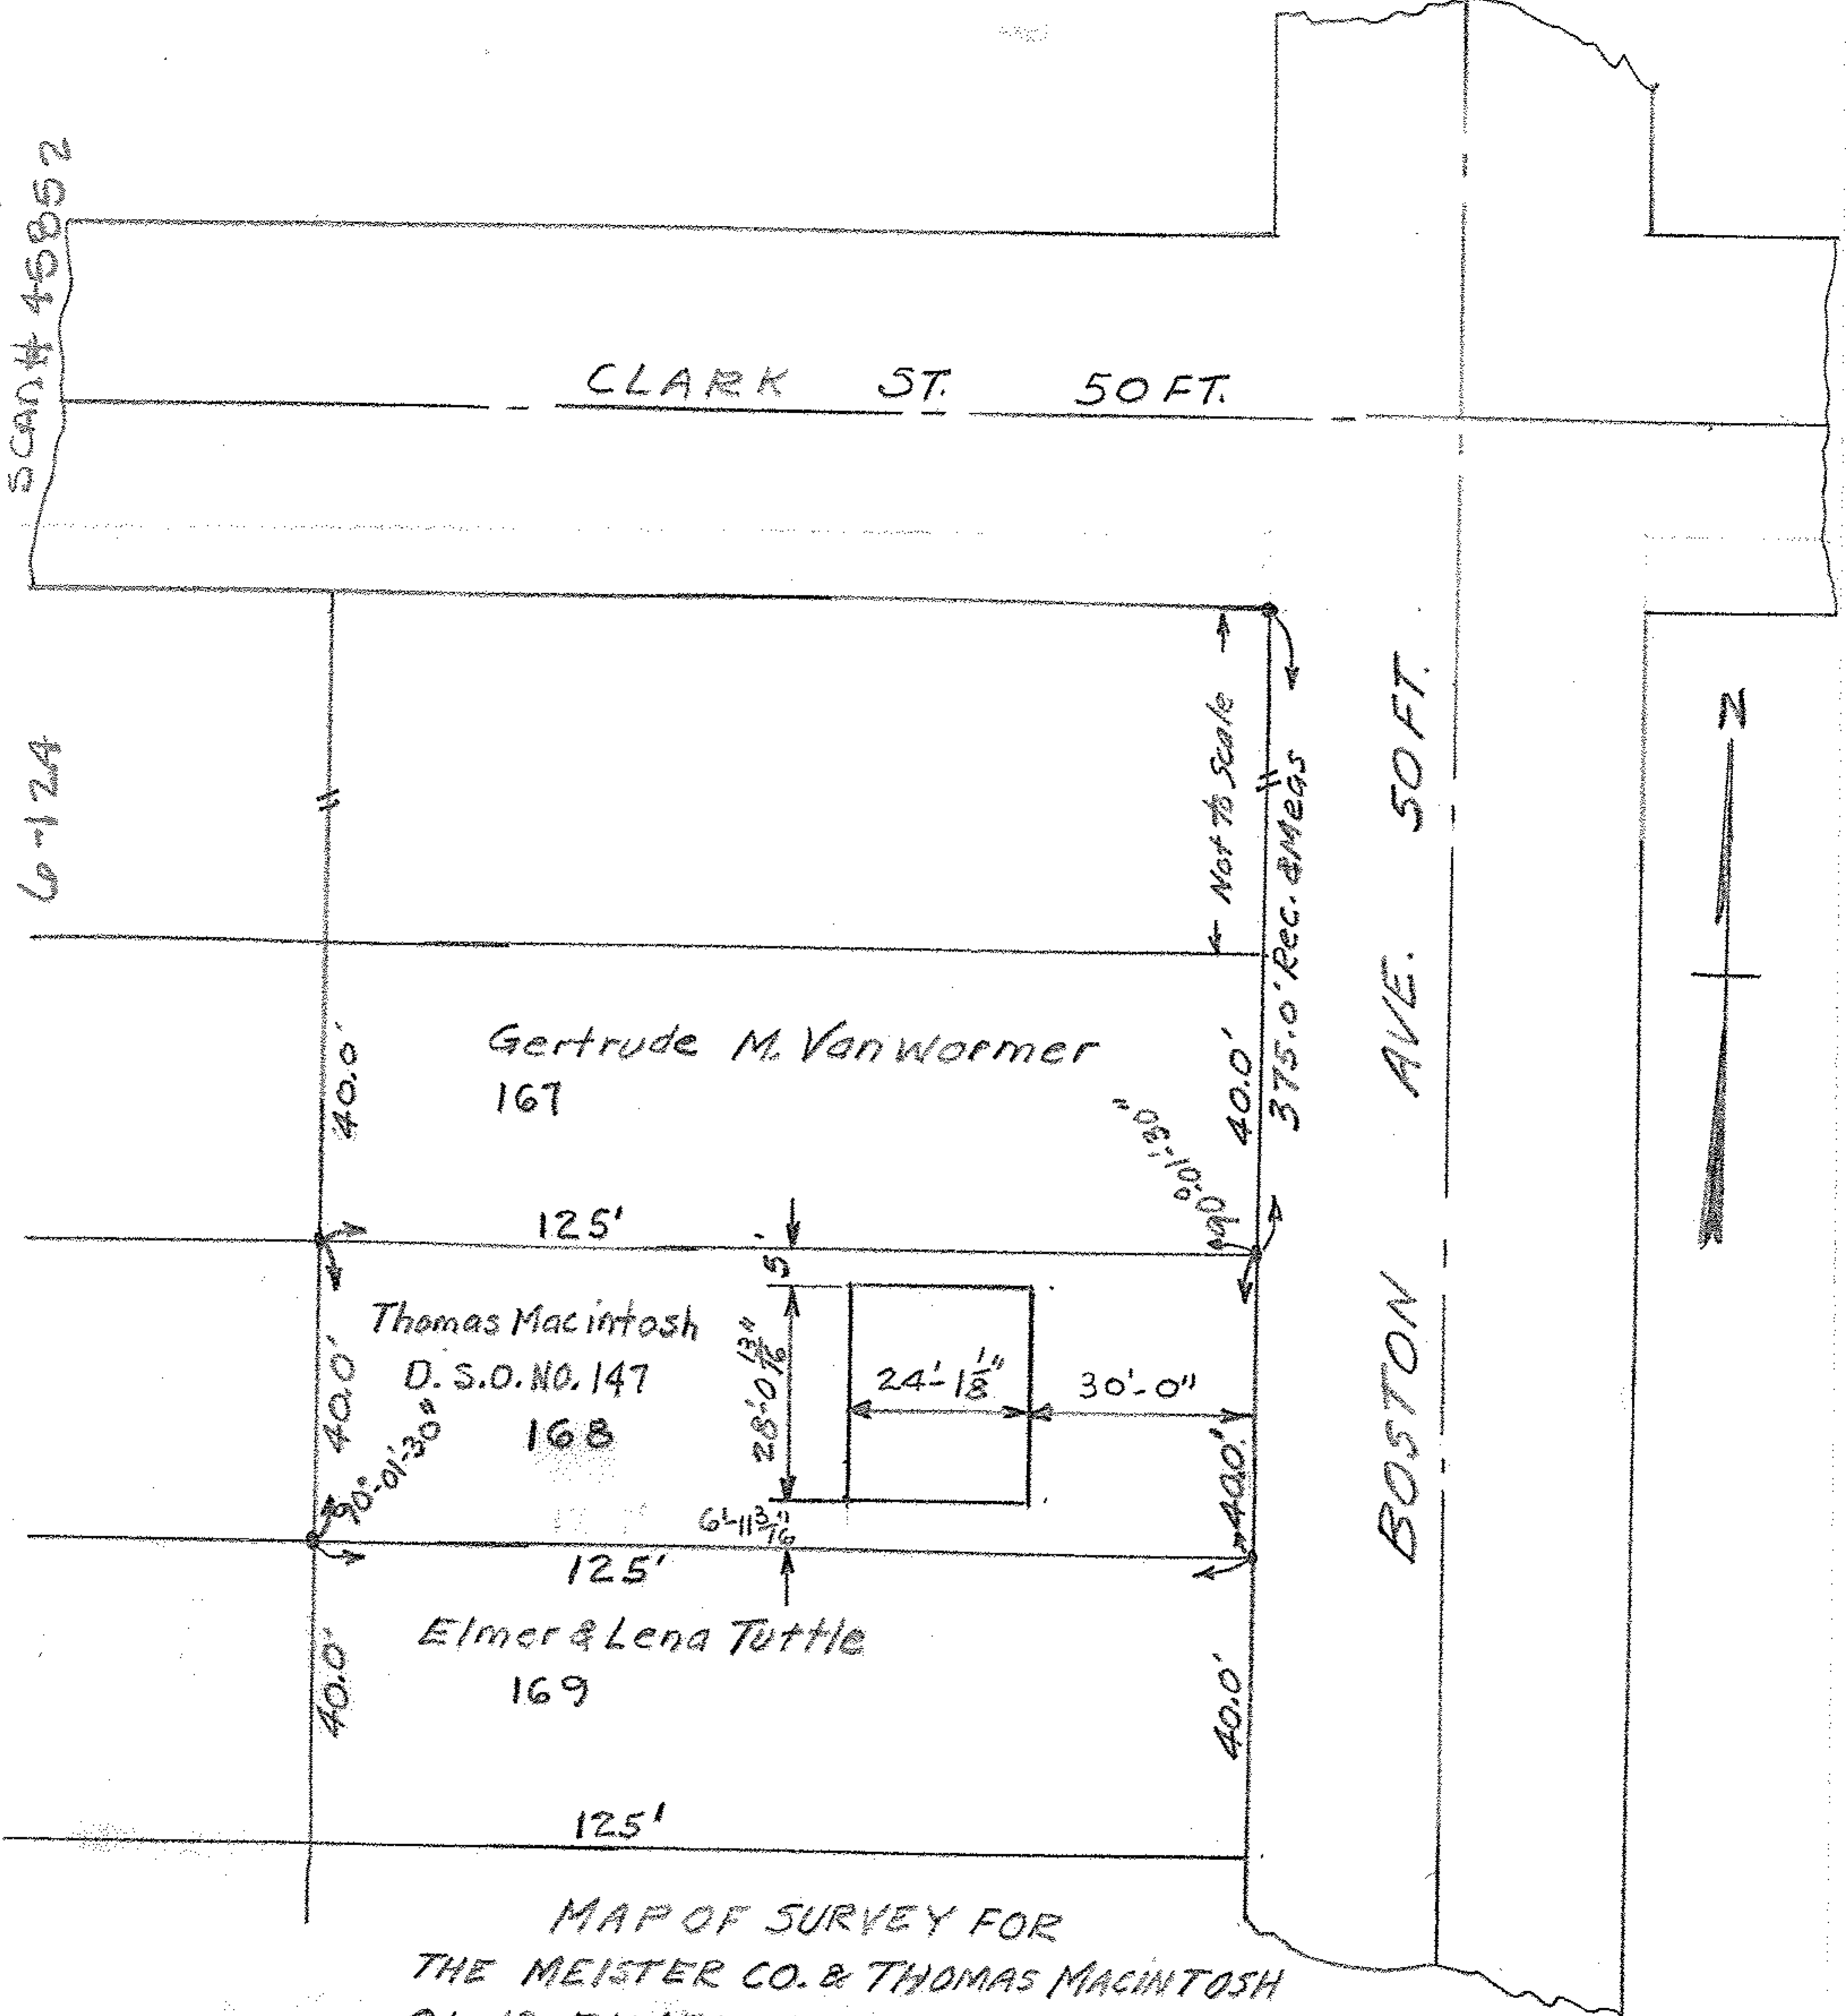 SCAN# 45852
CLARK ST. 50 FT.
6-124
N
← Not to Scale →
375.0' Rec. & Meas
BOSTON AVE. 50 FT.
40.0'
Gertrude M. VanWormer
167
40.0'
90°-01'-30"
125'
5'
Thomas Macintosh
D. S.O. NO. 147
168
40.0'
90°-01'-30"
28'-0 13/16"
24'-1 1/8"
30'-0"
40.0'
6'-11 3/16"
125'
Elmer & Lena Tuttle
169
40.0'
40.0'
125'
MAP OF SURVEY FOR
THE MEISTER CO. & THOMAS MACINTOSH